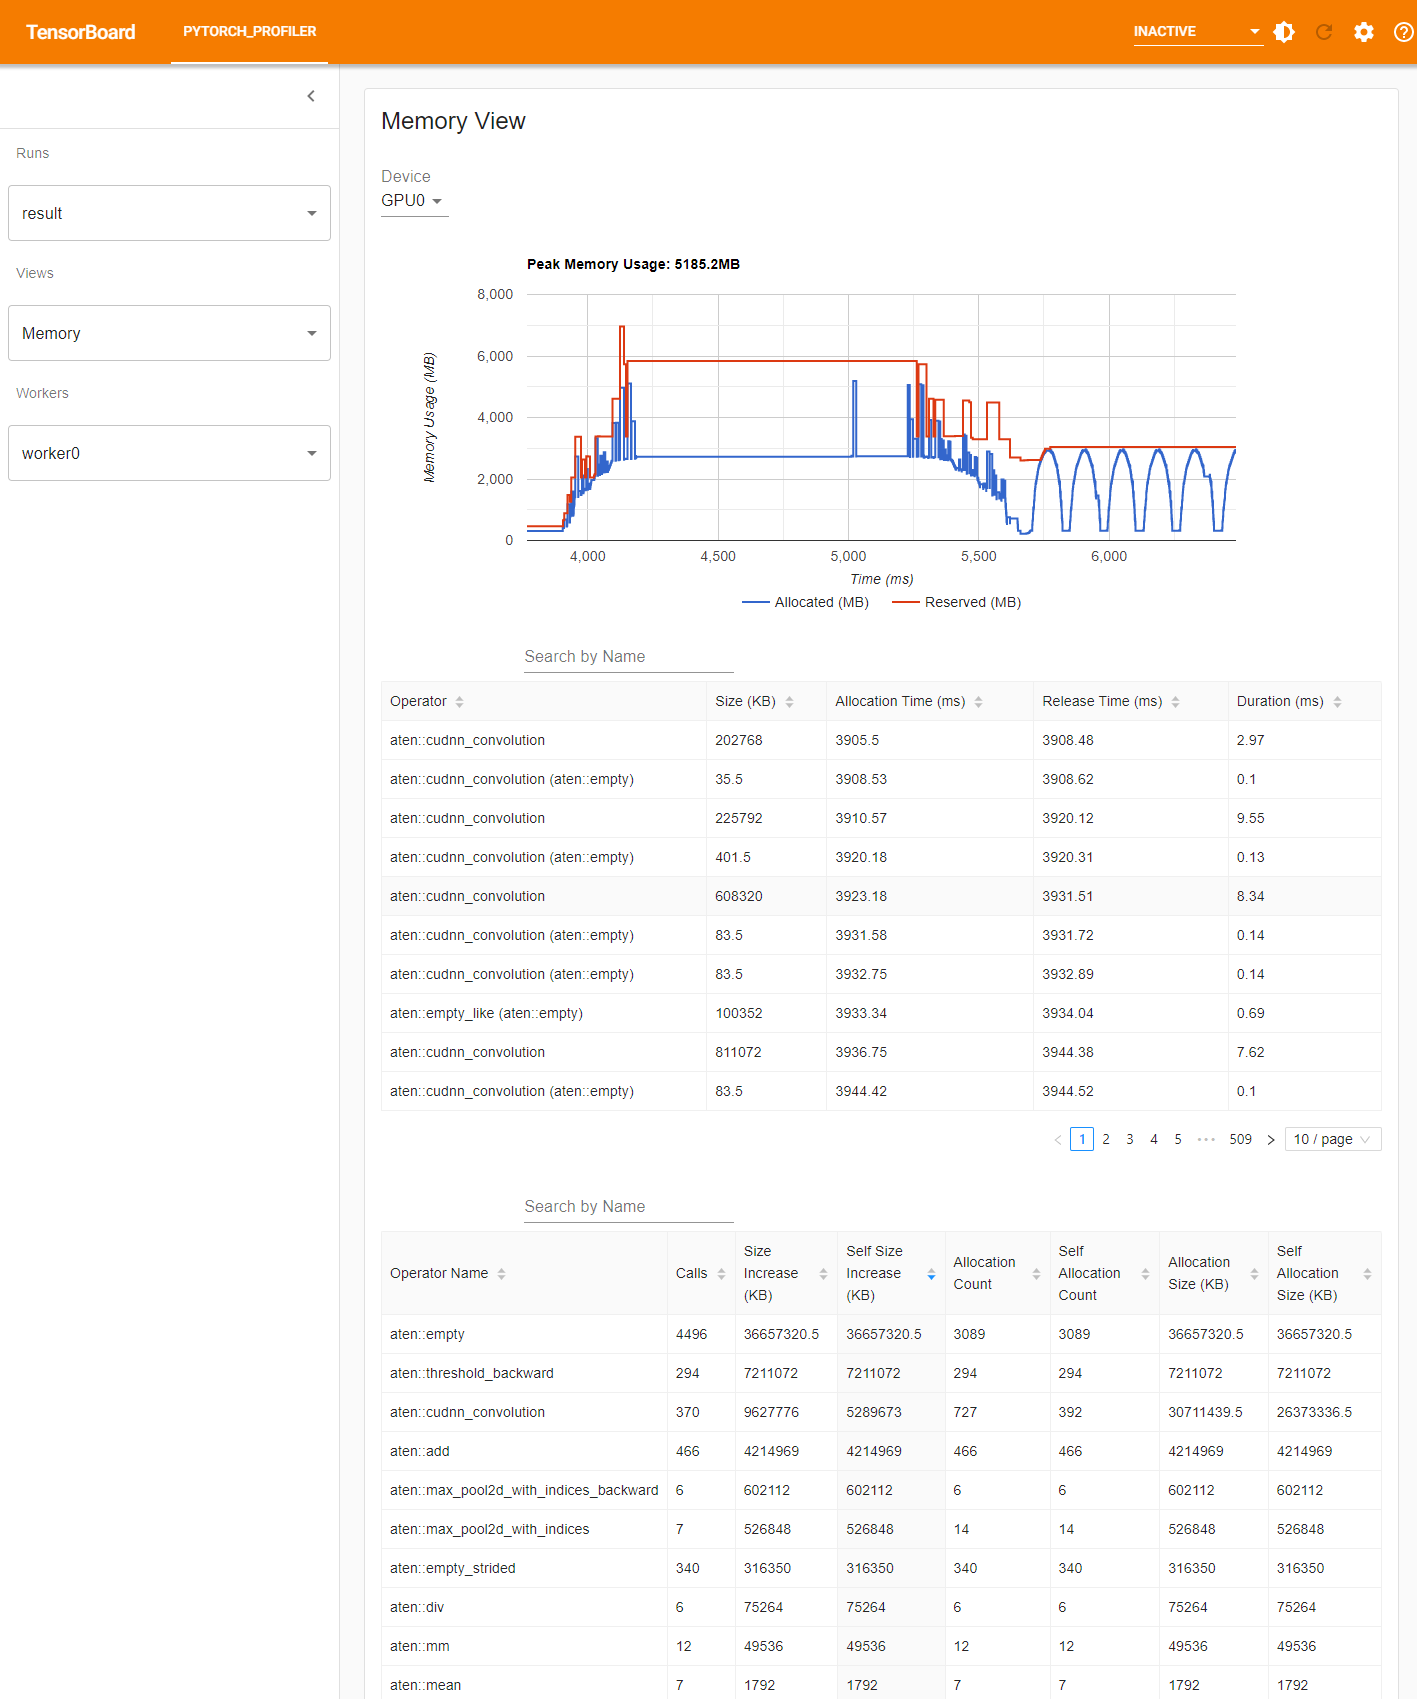 TensorBoard PYTORCH_PROFILER INACTIVE
Runs
result
Views
Memory
Workers
worker0
Memory View
Device
GPU0
Peak Memory Usage: 5185.2MB
8,000
6,000
4,000
2,000
0
Memory Usage (MB)
4,000 4,500 5,000 5,500 6,000
Time (ms)
Allocated (MB) Reserved (MB)
Search by Name
Operator Size (KB) Allocation Time (ms) Release Time (ms) Duration (ms)
aten::cudnn_convolution 202768 3905.5 3908.48 2.97
aten::cudnn_convolution (aten::empty) 35.5 3908.53 3908.62 0.1
aten::cudnn_convolution 225792 3910.57 3920.12 9.55
aten::cudnn_convolution (aten::empty) 401.5 3920.18 3920.31 0.13
aten::cudnn_convolution 608320 3923.18 3931.51 8.34
aten::cudnn_convolution (aten::empty) 83.5 3931.58 3931.72 0.14
aten::cudnn_convolution (aten::empty) 83.5 3932.75 3932.89 0.14
aten::empty_like (aten::empty) 100352 3933.34 3934.04 0.69
aten::cudnn_convolution 811072 3936.75 3944.38 7.62
aten::cudnn_convolution (aten::empty) 83.5 3944.42 3944.52 0.1
1 2 3 4 5 ••• 509 10 / page
Search by Name
Operator Name Calls Size Increase (KB) Self Size Increase (KB) Allocation Count Self Allocation Count Allocation Size (KB) Self Allocation Size (KB)
aten::empty 4496 36657320.5 36657320.5 3089 3089 36657320.5 36657320.5
aten::threshold_backward 294 7211072 7211072 294 294 7211072 7211072
aten::cudnn_convolution 370 9627776 5289673 727 392 30711439.5 26373336.5
aten::add 466 4214969 4214969 466 466 4214969 4214969
aten::max_pool2d_with_indices_backward 6 602112 602112 6 6 602112 602112
aten::max_pool2d_with_indices 7 526848 526848 14 14 526848 526848
aten::empty_strided 340 316350 316350 340 340 316350 316350
aten::div 6 75264 75264 6 6 75264 75264
aten::mm 12 49536 49536 12 12 49536 49536
aten::mean 7 1792 1792 7 7 1792 1792